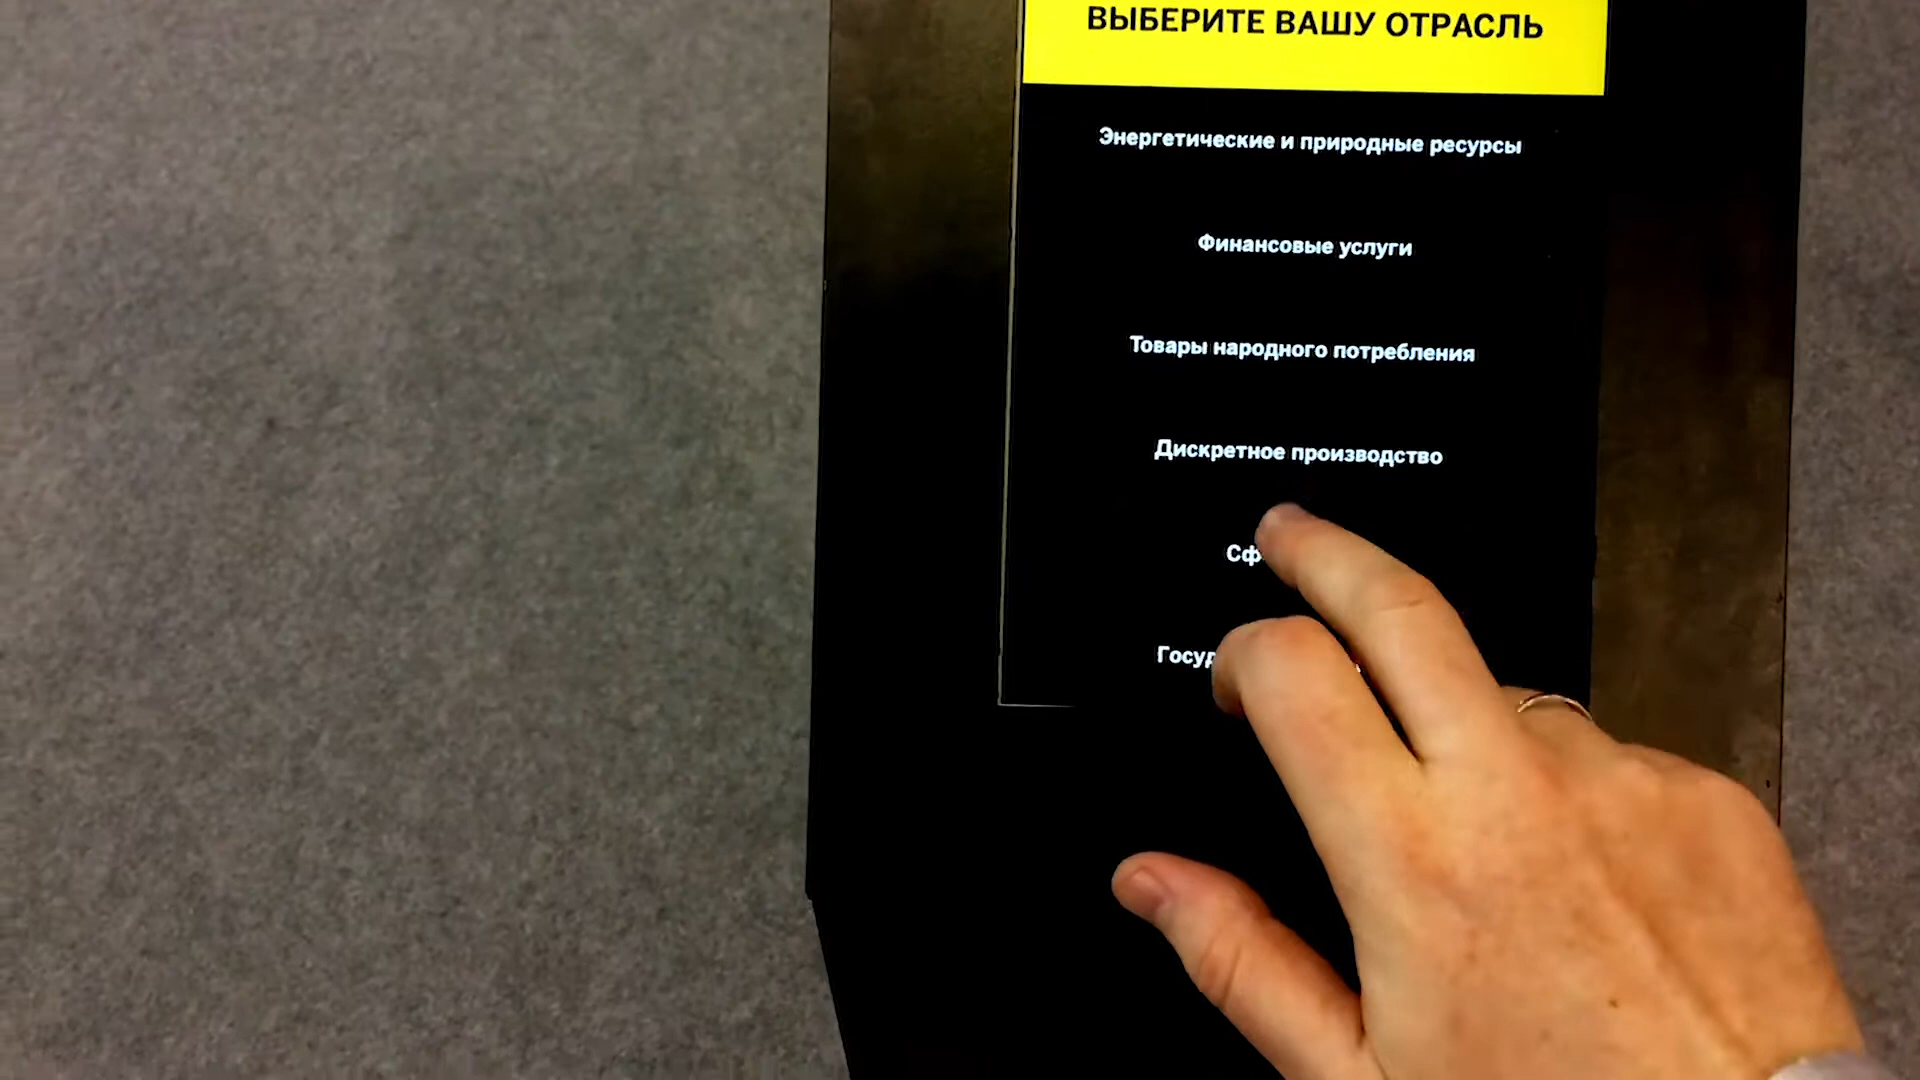 ВЫБЕРИТЕ ВАШУ ОТРАСЛЬ
Энергетические и природные ресурсы
Финансовые услуги
Товары народного потребления
Дискретное производство